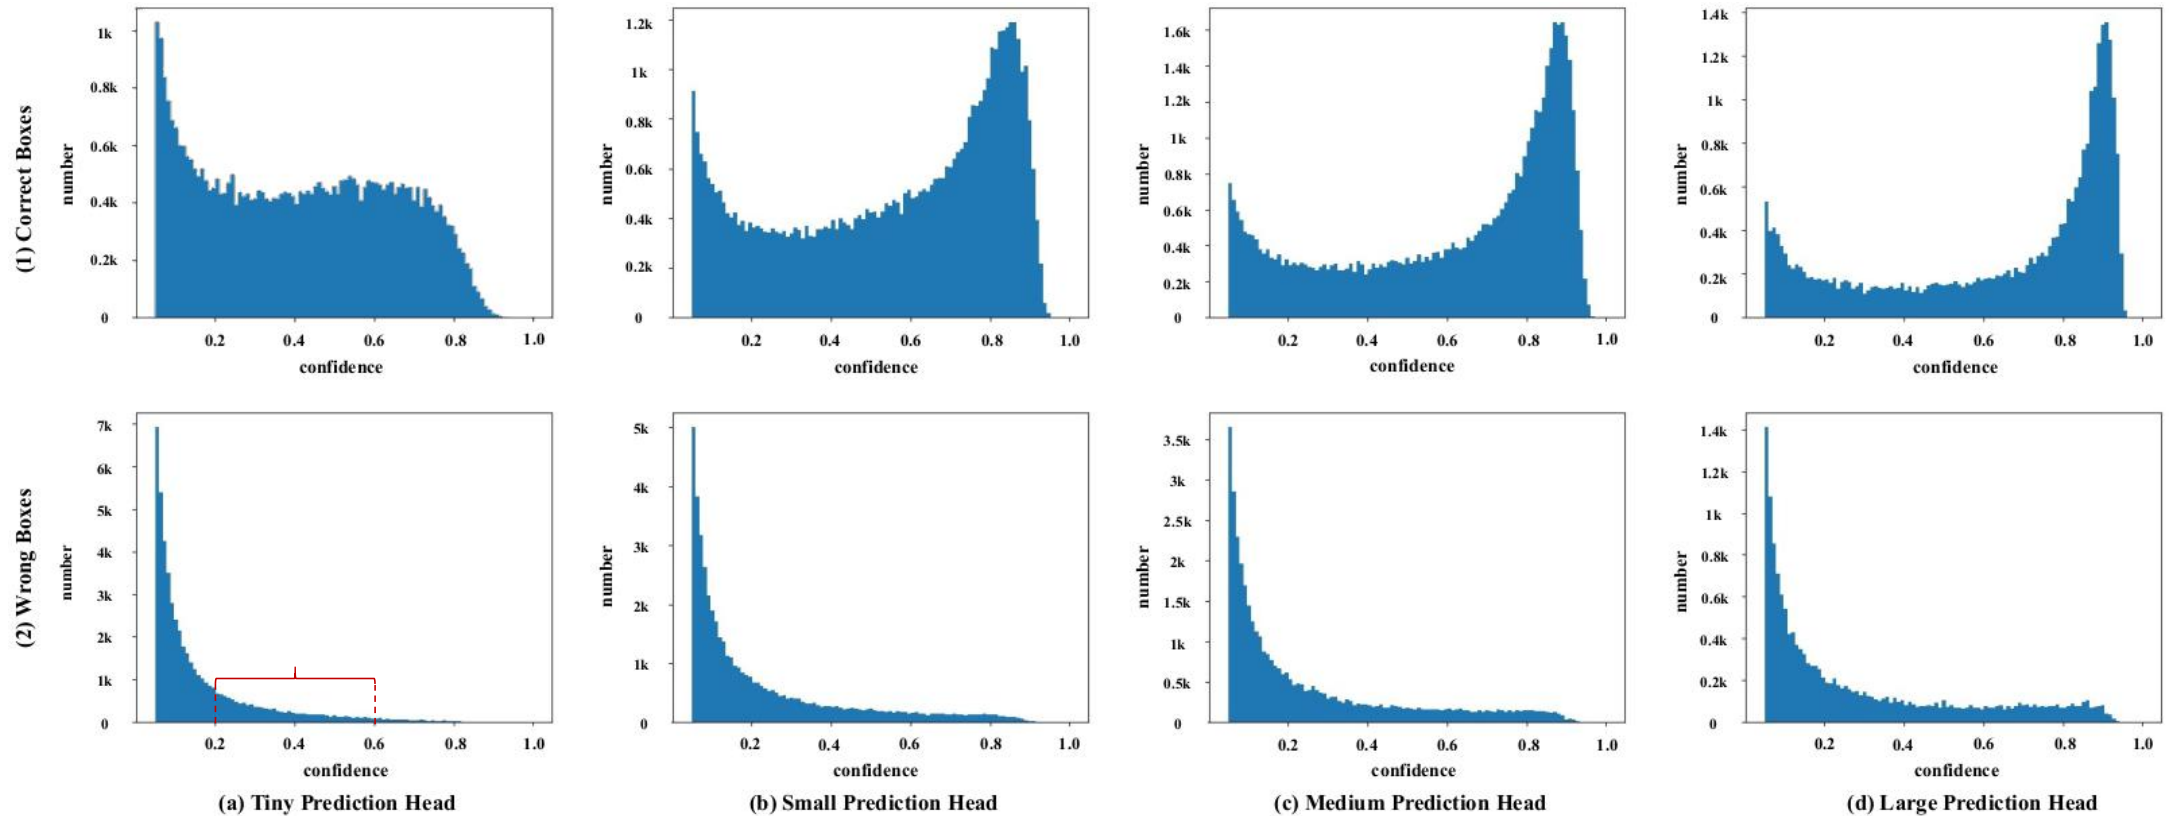 (1) Correct Boxes
number
1k
0.8k
0.6k
0.4k
0.2k
0
0.2 0.4 0.6 0.8 1.0
confidence
number
1.2k
1k
0.8k
0.6k
0.4k
0.2k
0
0.2 0.4 0.6 0.8 1.0
confidence
number
1.6k
1.4k
1.2k
1k
0.8k
0.6k
0.4k
0.2k
0
0.2 0.4 0.6 0.8 1.0
confidence
number
1.4k
1.2k
1k
0.8k
0.6k
0.4k
0.2k
0
0.2 0.4 0.6 0.8 1.0
confidence
(2) Wrong Boxes
number
7k
6k
5k
4k
3k
2k
1k
0
0.2 0.4 0.6 0.8 1.0
confidence
(a) Tiny Prediction Head
number
5k
4k
3k
2k
1k
0
0.2 0.4 0.6 0.8 1.0
confidence
(b) Small Prediction Head
number
3.5k
3k
2.5k
2k
1.5k
1k
0.5k
0
0.2 0.4 0.6 0.8 1.0
confidence
(c) Medium Prediction Head
number
1.4k
1.2k
1k
0.8k
0.6k
0.4k
0.2k
0
0.2 0.4 0.6 0.8 1.0
confidence
(d) Large Prediction Head